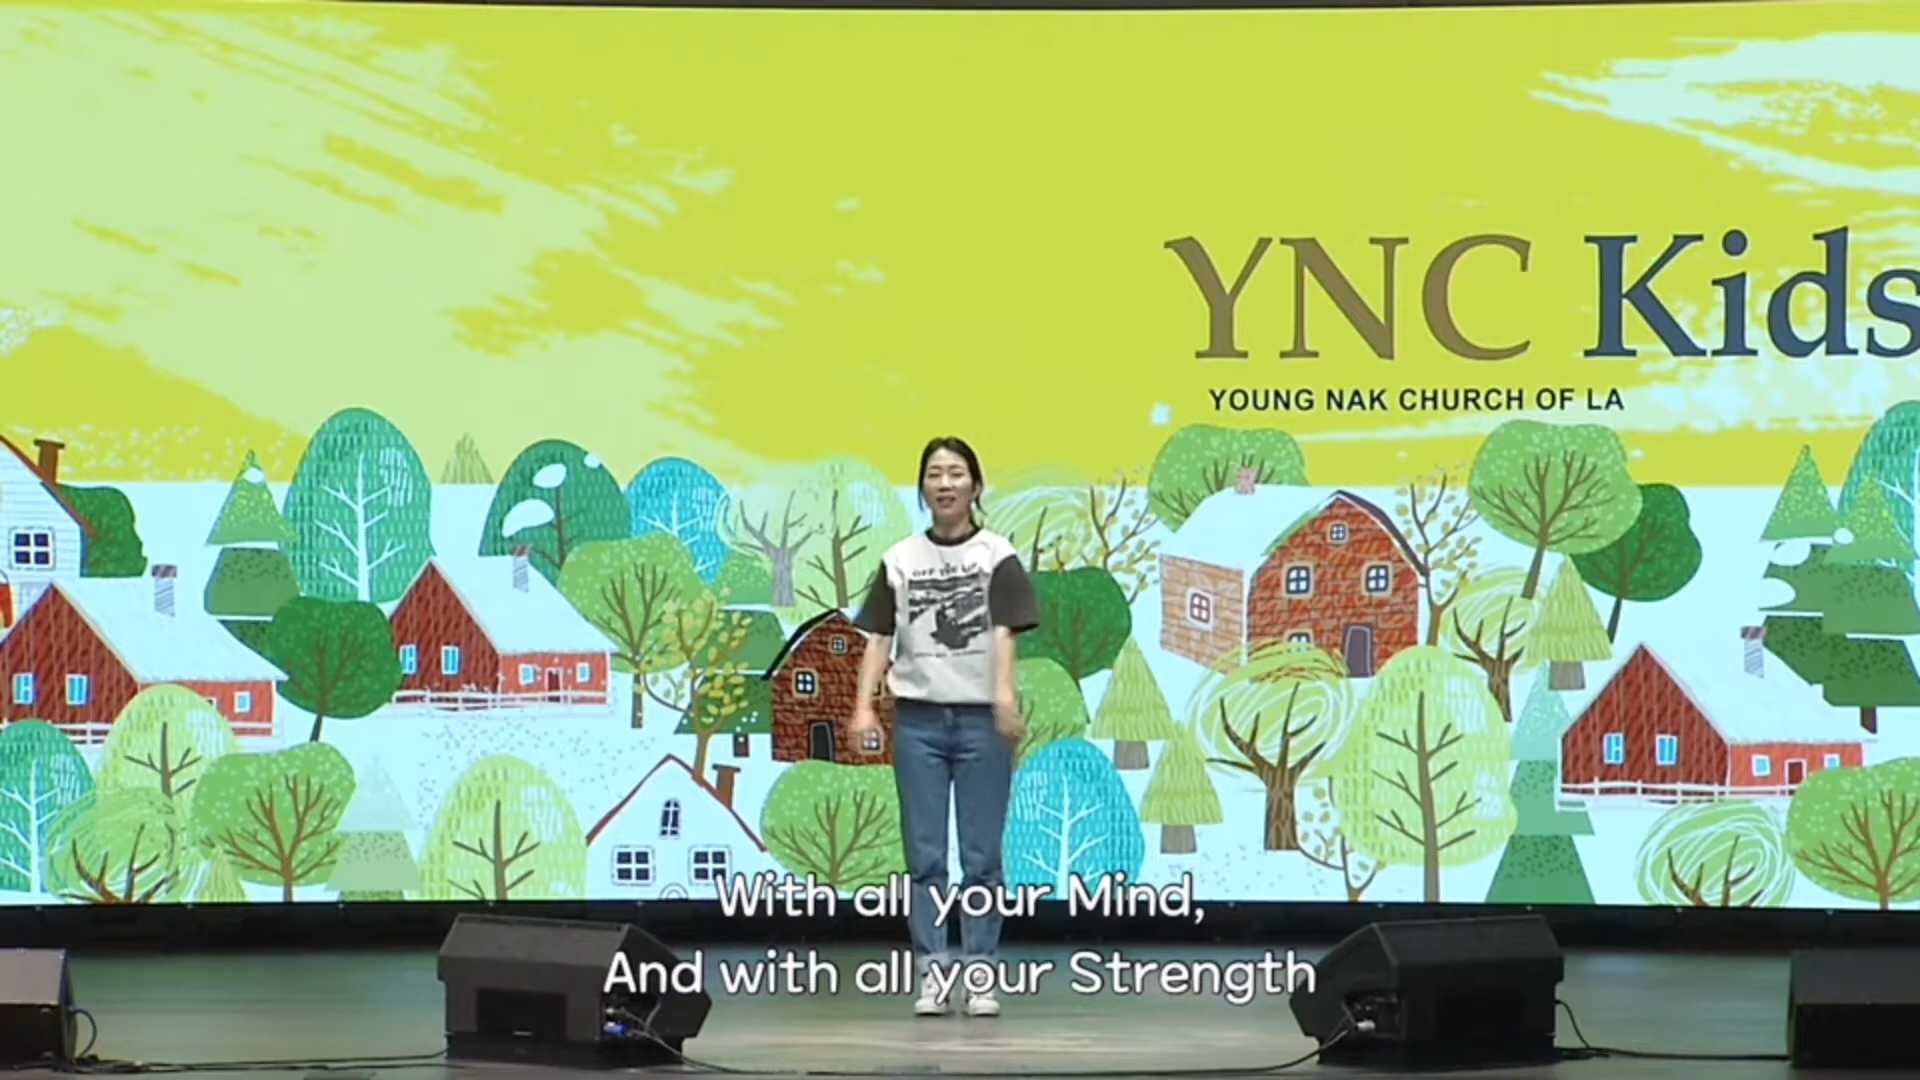 YNC Kids
YOUNG NAK CHURCH OF LA
With all your Mind,
And with all your Strength